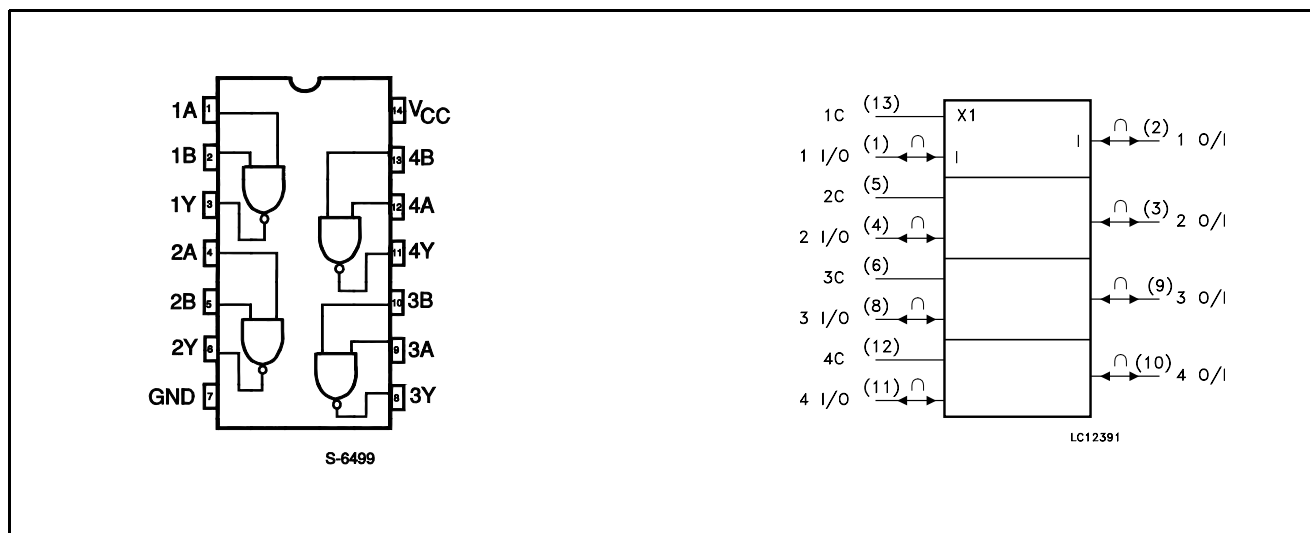 1A 1 14 VCC
1B 2 13 4B
1Y 3 12 4A
2A 4 11 4Y
2B 5 10 3B
2Y 6 9 3A
GND 7 8 3Y
S-6499
1C (13) X1
1 I/O (1) ∩ I I ∩ (2) 1 O/I
2C (5)
2 I/O (4) ∩ ∩ (3) 2 O/I
3C (6)
3 I/O (8) ∩ ∩ (9) 3 O/I
4C (12)
4 I/O (11) ∩ ∩ (10) 4 O/I
LC12391